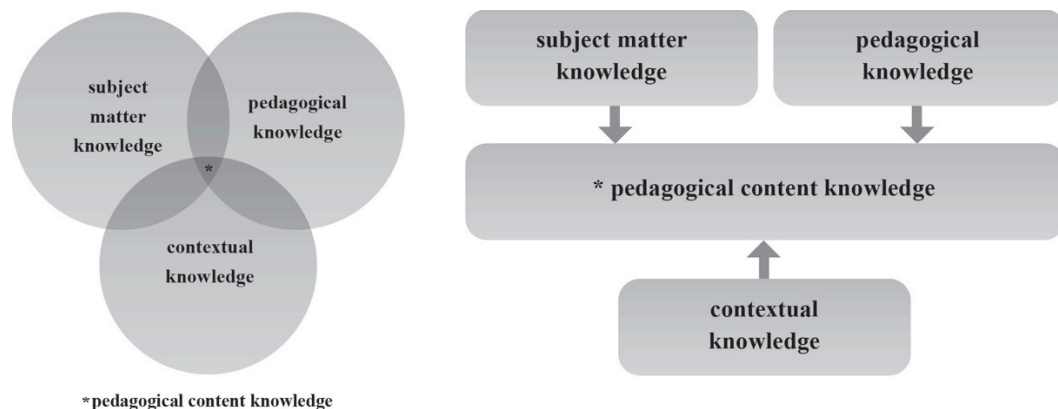 subject
matter
knowledge
pedagogical
knowledge
*
contextual
knowledge
*pedagogical content knowledge
subject matter
knowledge
pedagogical
knowledge
* pedagogical content knowledge
contextual
knowledge